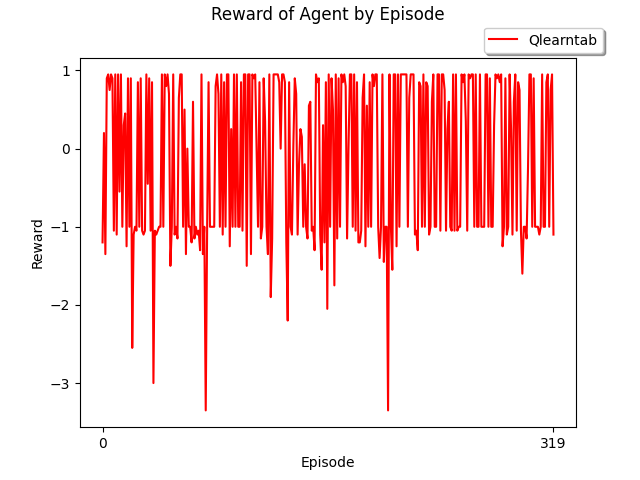 Reward of Agent by Episode
Qlearntab
1
0
−1
−2
−3
Reward
0
319
Episode